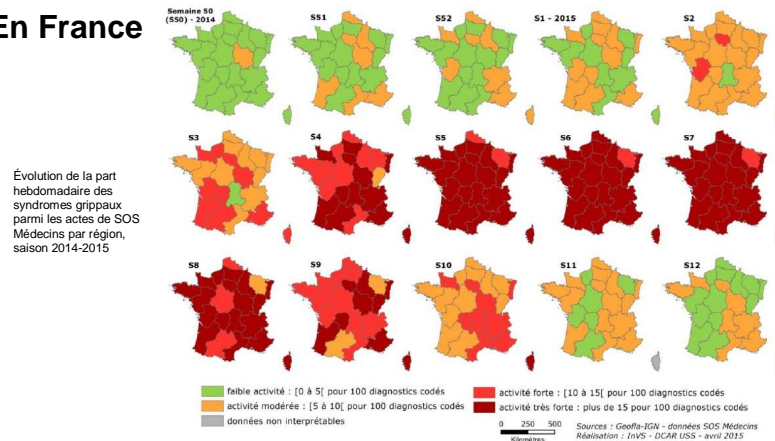 En France
Semaine 50
(S50) - 2014
S51
S52
S1 - 2015
S2
S3
S4
S5
S6
S7
Évolution de la part
hebdomadaire des
syndromes grippaux
parmi les actes de SOS
Médecins par région,
saison 2014-2015
S8
S9
S10
S11
S12
faible activité : [0 à 5[ pour 100 diagnostics codés
activité modérée : [5 à 10[ pour 100 diagnostics codés
données non interprétables
activité forte : [10 à 15[ pour 100 diagnostics codés
activité très forte : plus de 15 pour 100 diagnostics codés
0 250 500
Kilomètres
Sources : Geofla-IGN - données SOS Médecins
Réalisation : InVS - DCAR USS - avril 2015